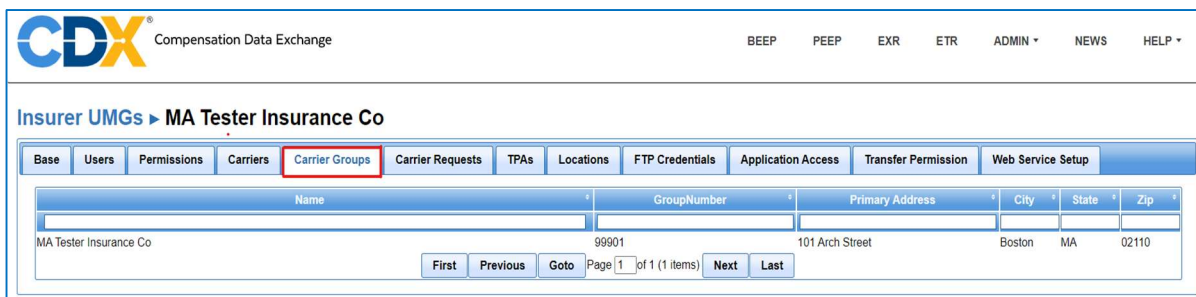 CDX® Compensation Data Exchange BEEP PEEP EXR ETR ADMIN NEWS HELP
Insurer UMGs ▸ MA Tester Insurance Co
Base Users Permissions Carriers Carrier Groups Carrier Requests TPAs Locations FTP Credentials Application Access Transfer Permission Web Service Setup
Name GroupNumber Primary Address City State Zip
MA Tester Insurance Co 99901 101 Arch Street Boston MA 02110
First Previous Goto Page 1 of 1 (1 items) Next Last